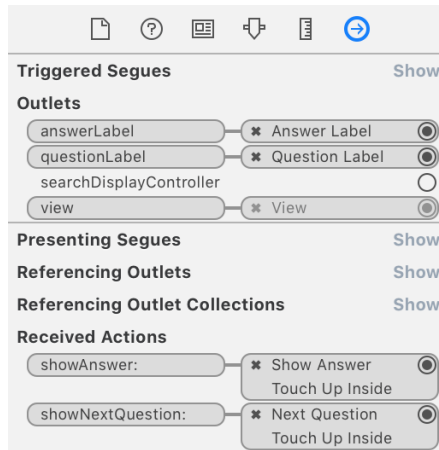 Triggered Segues Show
Outlets
answerLabel Answer Label
questionLabel Question Label
searchDisplayController
view View
Presenting Segues Show
Referencing Outlets Show
Referencing Outlet Collections Show
Received Actions
showAnswer: Show Answer
Touch Up Inside
showNextQuestion: Next Question
Touch Up Inside